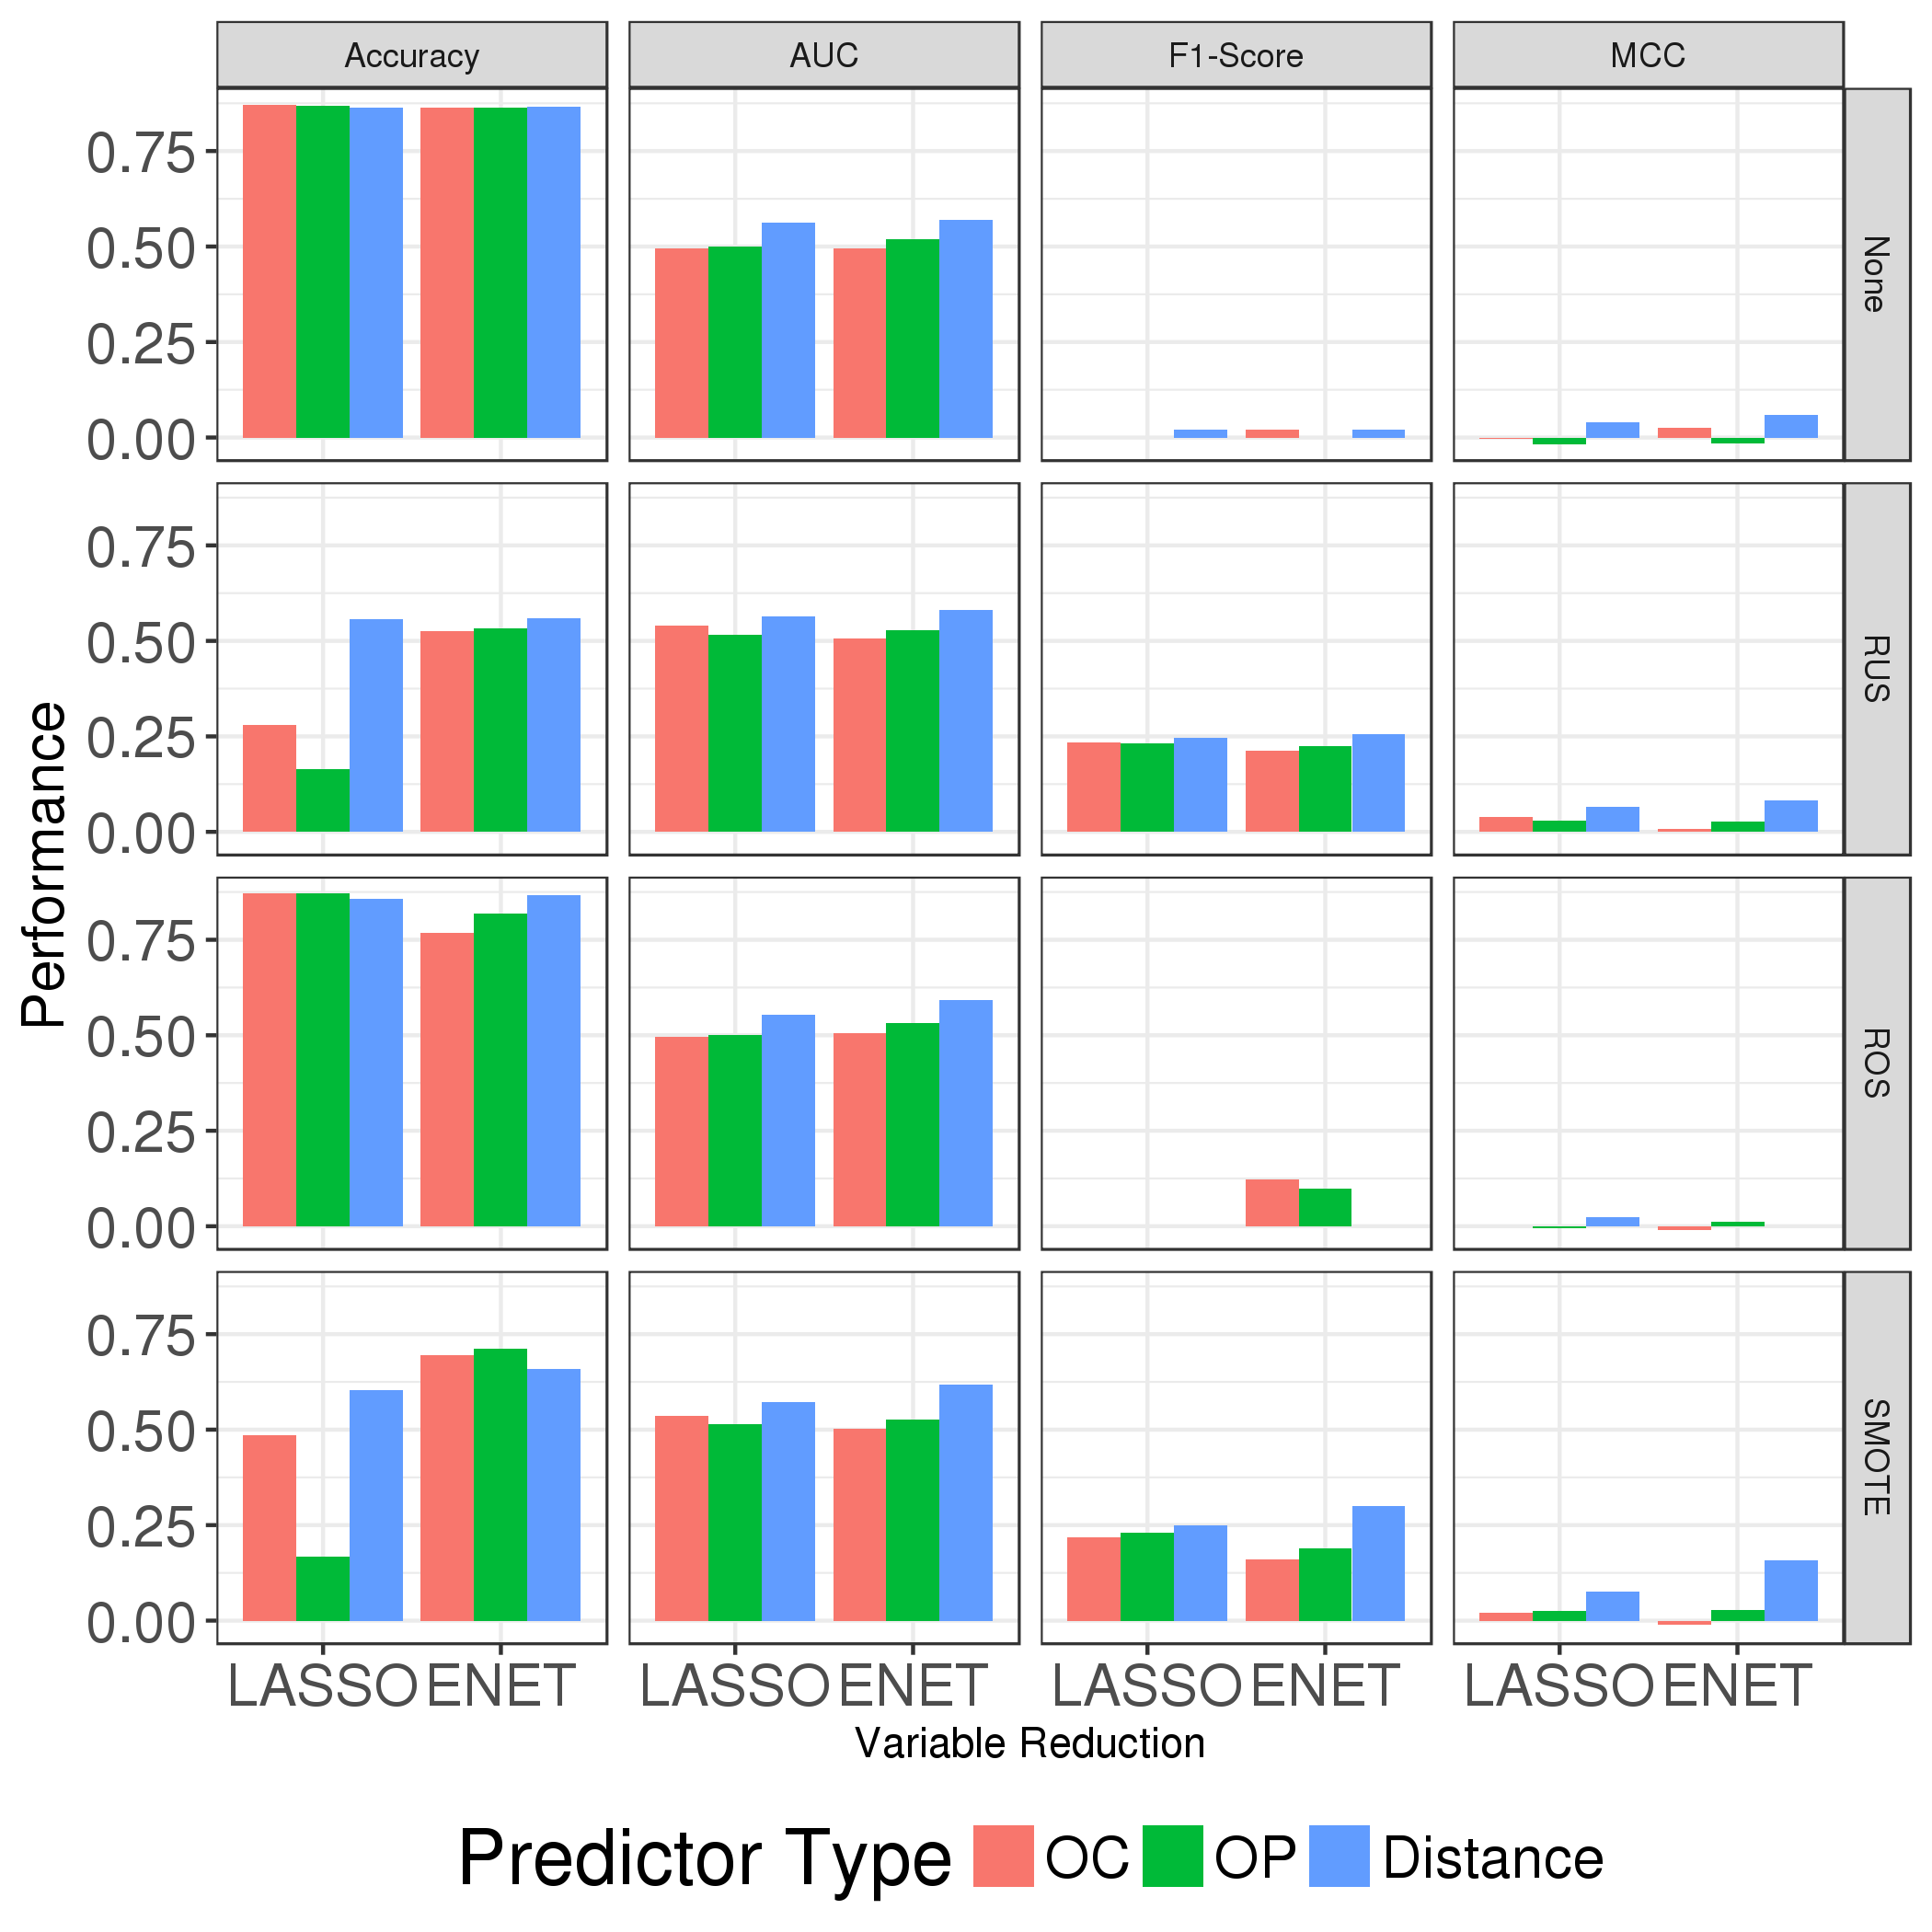 Accuracy AUC F1-Score MCC
0.75
0.50
0.25
0.00
None
0.75
0.50
0.25
0.00
RUS
Performance
0.75
0.50
0.25
0.00
ROS
0.75
0.50
0.25
0.00
SMOTE
LASSO ENET LASSO ENET LASSO ENET LASSO ENET
Variable Reduction
Predictor Type OC OP Distance